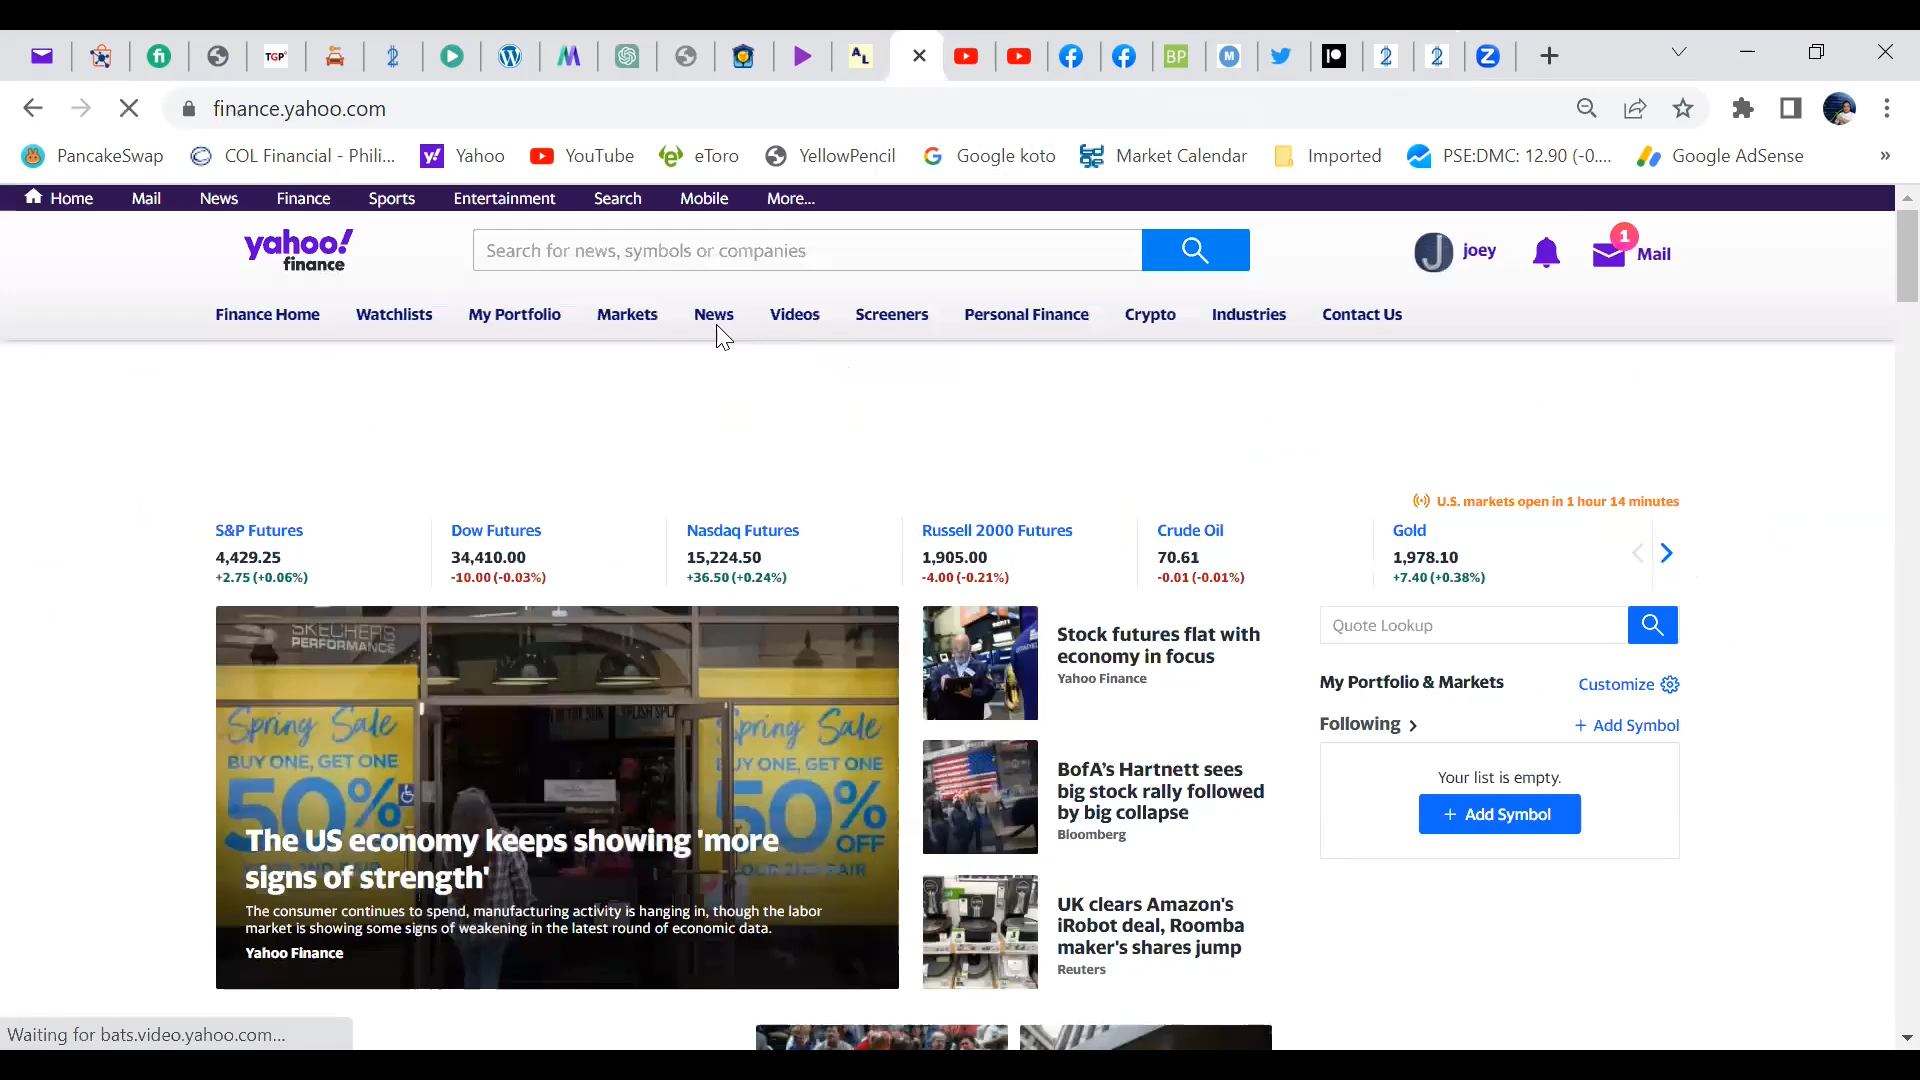 TGP
A L
BP
M
finance.yahoo.com
PancakeSwap COL Financial - Phili... Yahoo YouTube eToro YellowPencil Google koto Market Calendar Imported PSE:DMC: 12.90 (-0.... Google AdSense »
Home Mail News Finance Sports Entertainment Search Mobile More...
yahoo!
finance
Search for news, symbols or companies
J joey
1
Mail
Finance Home Watchlists My Portfolio Markets News Videos Screeners Personal Finance Crypto Industries Contact Us
U.S. markets open in 1 hour 14 minutes
S&P Futures Dow Futures Nasdaq Futures Russell 2000 Futures Crude Oil Gold
4,429.25 34,410.00 15,224.50 1,905.00 70.61 1,978.10
+2.75 (+0.06%) -10.00 (-0.03%) +36.50 (+0.24%) -4.00 (-0.21%) -0.01 (-0.01%) +7.40 (+0.38%)
SKECHERS
PERFORMANCE
Spring Sale
BUY ONE, GET ONE
50%
Spring Sale
BUY ONE, GET ONE
50%
OFF
The US economy keeps showing 'more
signs of strength'
The consumer continues to spend, manufacturing activity is hanging in, though the labor
market is showing some signs of weakening in the latest round of economic data.
Yahoo Finance
Stock futures flat with
economy in focus
Yahoo Finance
BofA's Hartnett sees
big stock rally followed
by big collapse
Bloomberg
UK clears Amazon's
iRobot deal, Roomba
maker's shares jump
Reuters
Quote Lookup
My Portfolio & Markets
Customize
Following
+ Add Symbol
Your list is empty.
+ Add Symbol
Waiting for bats.video.yahoo.com...